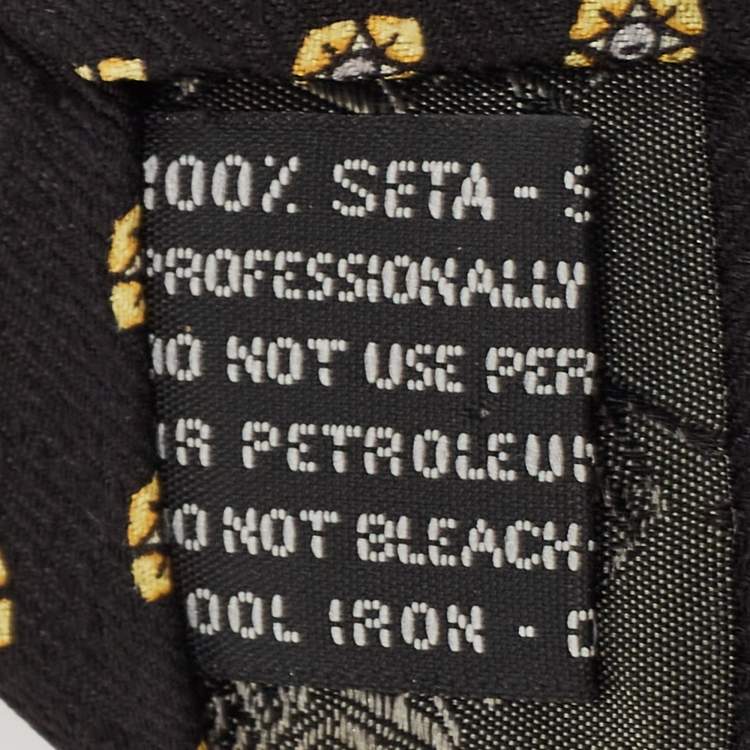 100% SETA - S
PROFESSIONALLY
DO NOT USE PER
OR PETROLEUM
DO NOT BLEACH-
COOL IRON -